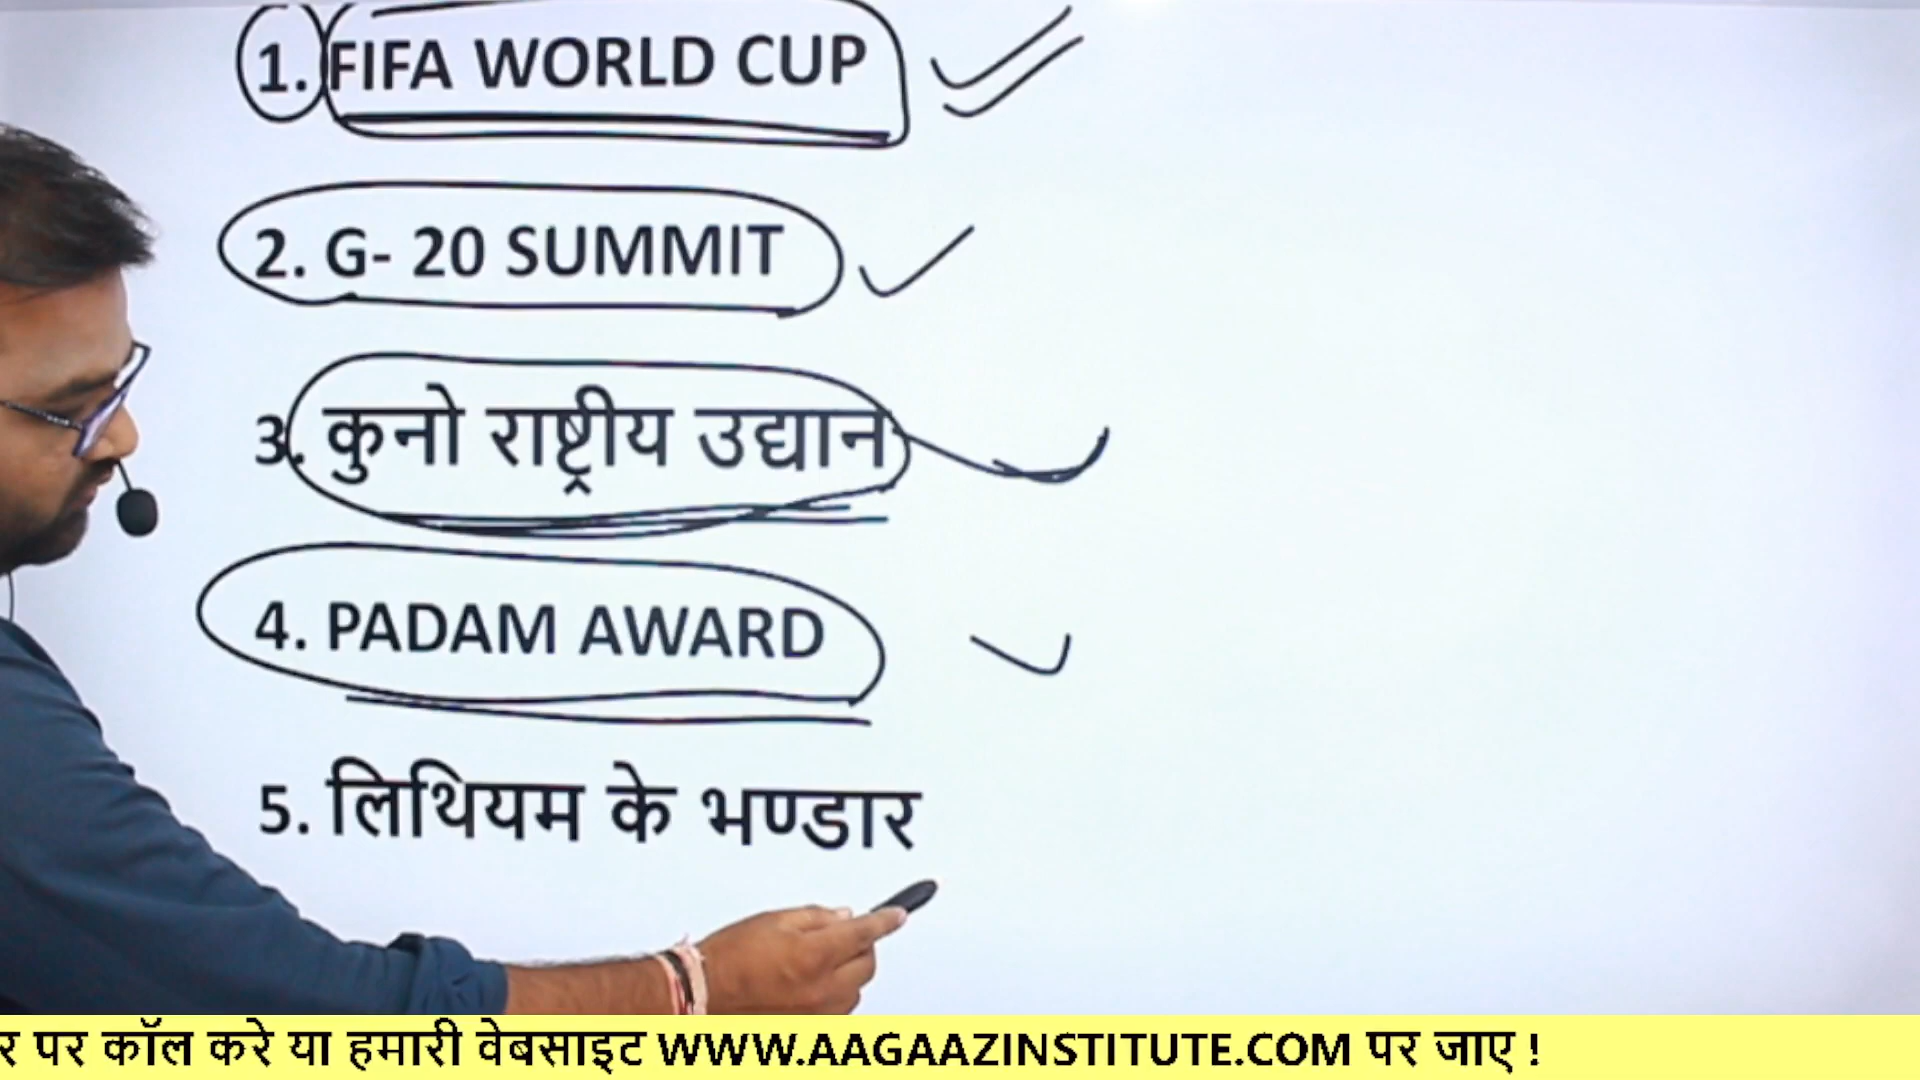 1. FIFA WORLD CUP
2. G- 20 SUMMIT
3. कुनो राष्ट्रीय उद्यान
4. PADAM AWARD
5. लिथियम के भण्डार
र पर कॉल करे या हमारी वेबसाइट WWW.AAGAAZINSTITUTE.COM पर जाए !